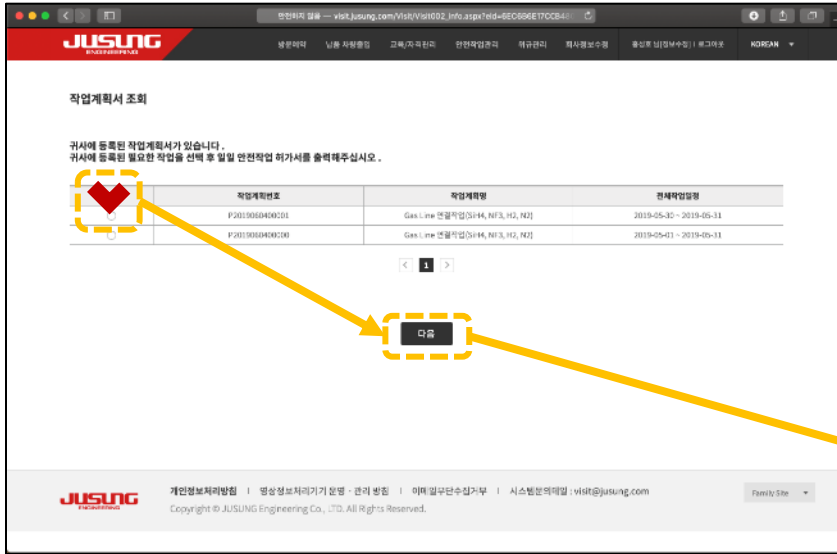 안전하지 않음 — visit.jusung.com/Visit/Visit002_Info.aspx?eId=6EC6B6E17CCB48
JUSUNG
ENGINEERING
방문예약 납품 차량출입 교육/자격관리 안전작업관리 위규관리 회사정보수정 님[정보수정] | 로그아웃 KOREAN
작업계획서 조회
귀사에 등록된 작업계획서가 있습니다 .
귀사에 등록된 필요한 작업을 선택 후 일일 안전작업 허가서를 출력해주십시오 .
작업계획번호 작업계획명 전체작업일정
P2019060400001 Gas Line 연결작업(SiH4, NF3, H2, N2) 2019-05-30 ~ 2019-05-31
Gas Line 연결작업(SiH4, NF3, H2, N2) 2019-05-01 ~ 2019-05-31
< 1 >
다음
JUSUNG
ENGINEERING
개인정보처리방침 | 영상정보처리기기 운영 · 관리 방침 | 이메일무단수집거부 | 시스템문의메일 : visit@jusung.com
Family Site
Copyright © JUSUNG Engineering Co., LTD. All Rights Reserved.